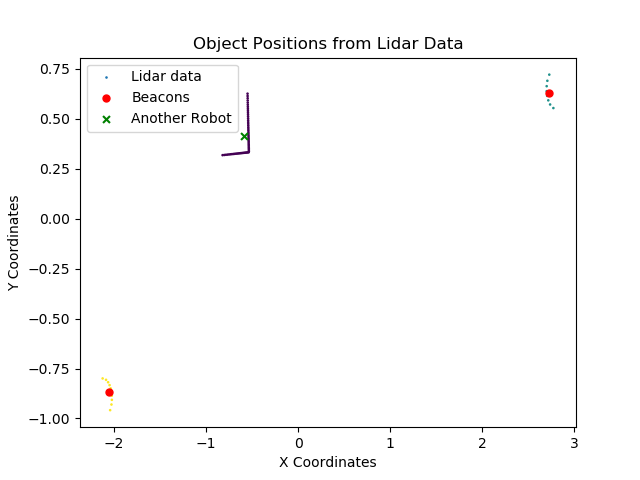 Object Positions from Lidar Data
Lidar data
Beacons
Another Robot
0.75
0.50
0.25
0.00
−0.25
−0.50
−0.75
−1.00
Y Coordinates
−2
−1
0
1
2
3
X Coordinates